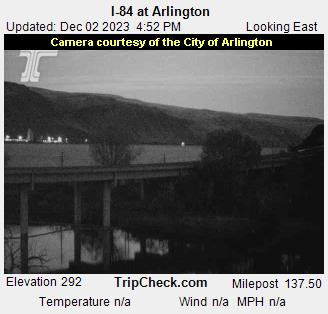 I-84 at Arlington
Updated: Dec 02 2023 4:52 PM Looking East
Camera courtesy of the City of Arlington
Elevation 292 TripCheck.com Milepost 137.50
Temperature n/a Wind n/a MPH n/a